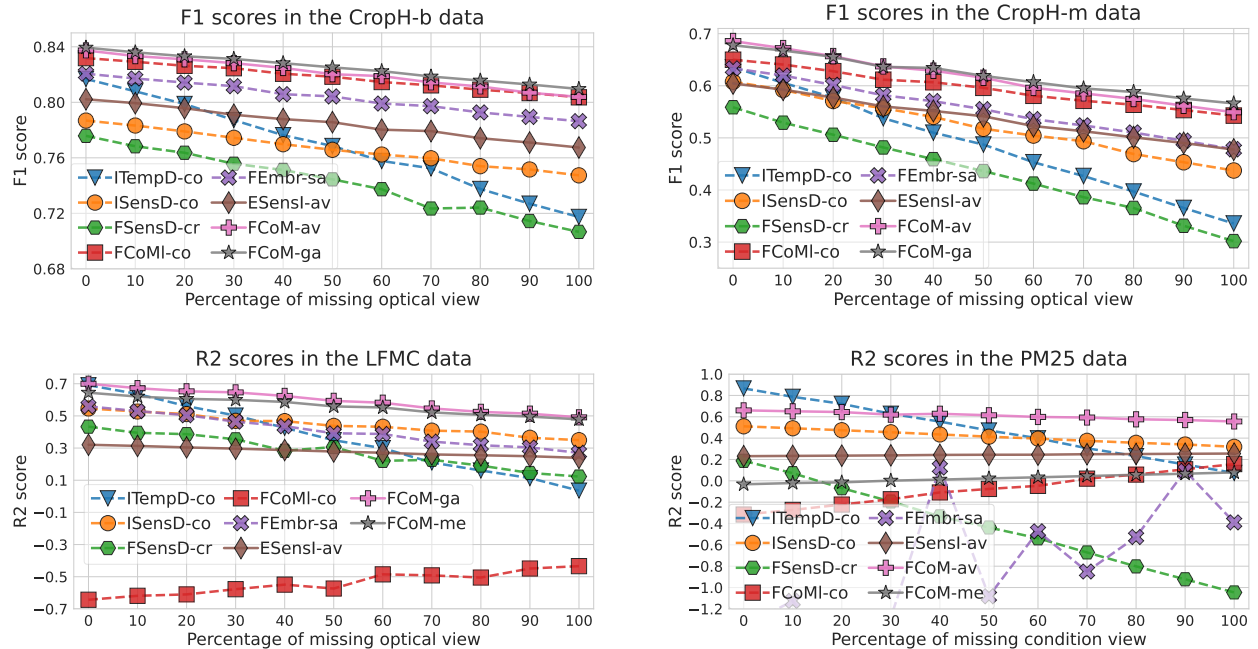 F1 scores in the CropH-b data
F1 score
0.84
0.80
0.76
0.72
0.68
ITempD-co
ISensD-co
FSensD-cr
FCoMI-co
FEmbr-sa
ESensI-av
FCoM-av
FCoM-ga
0 10 20 30 40 50 60 70 80 90 100
Percentage of missing optical view
F1 scores in the CropH-m data
F1 score
0.7
0.6
0.5
0.4
0.3
ITempD-co
ISensD-co
FSensD-cr
FCoMI-co
FEmbr-sa
ESensI-av
FCoM-av
FCoM-ga
0 10 20 30 40 50 60 70 80 90 100
Percentage of missing optical view
R2 scores in the LFMC data
R2 score
0.7
0.5
0.3
0.1
−0.1
−0.3
−0.5
−0.7
ITempD-co
ISensD-co
FSensD-cr
FCoMI-co
FEmbr-sa
ESensI-av
FCoM-ga
FCoM-me
0 10 20 30 40 50 60 70 80 90 100
Percentage of missing optical view
R2 scores in the PM25 data
R2 score
1.0
0.8
0.6
0.4
0.2
0.0
−0.2
−0.4
−0.6
−0.8
−1.0
−1.2
ITempD-co
ISensD-co
FSensD-cr
FCoMI-co
FEmbr-sa
ESensI-av
FCoM-av
FCoM-me
0 10 20 30 40 50 60 70 80 90 100
Percentage of missing condition view